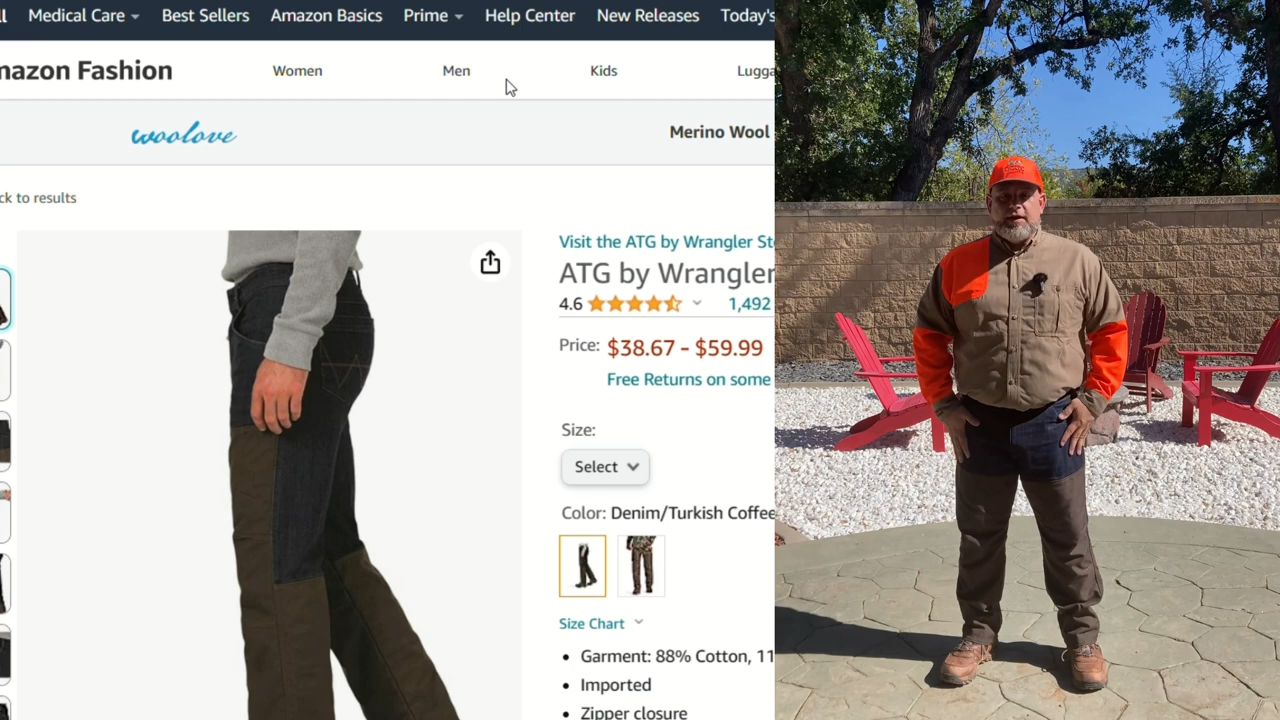 ll Medical Care Best Sellers Amazon Basics Prime Help Center New Releases Today's
mazon Fashion Women Men Kids Lugga
woolove Merino Wool
ck to results
Visit the ATG by Wrangler St
ATG by Wrangler
4.6 1,492
Price: $38.67 - $59.99
Free Returns on some
Size:
Select
Color: Denim/Turkish Coffee
Size Chart
• Garment: 88% Cotton, 11
• Imported
• Zipper closure